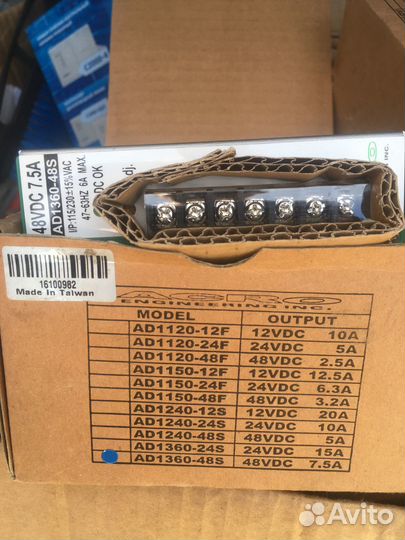 48VDC 7.5A
AD1360-48S
I/P:115/230±15%VAC
47-63HZ 6A MAX.
DC OK
dj.
INC.
16100982
Made In Taiwan
ACRO
ENGINEERING INC.
MODEL OUTPUT
AD1120-12F 12VDC 10A
AD1120-24F 24VDC 5A
AD1120-48F 48VDC 2.5A
AD1150-12F 12VDC 12.5A
AD1150-24F 24VDC 6.3A
AD1150-48F 48VDC 3.2A
AD1240-12S 12VDC 20A
AD1240-24S 24VDC 10A
AD1240-48S 48VDC 5A
AD1360-24S 24VDC 15A
AD1360-48S 48VDC 7.5A
Avito